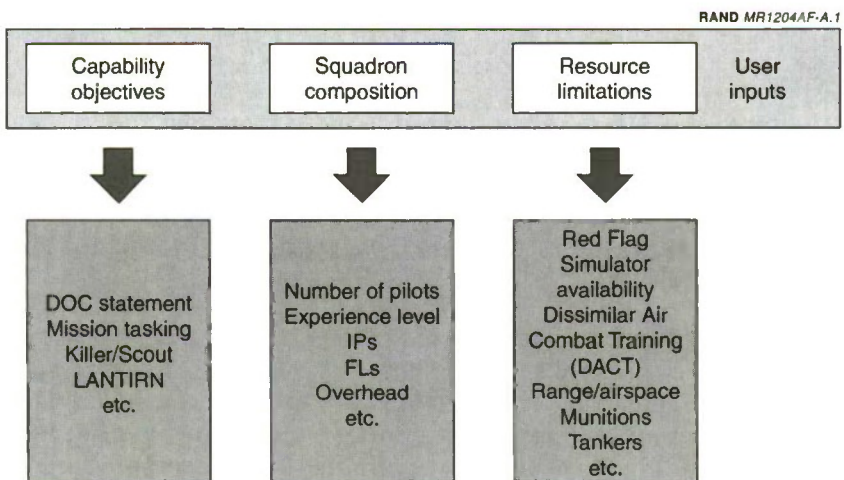 RAND MR1204AF-A.1
Capability
objectives
Squadron
composition
Resource
limitations
User
inputs
DOC statement
Mission tasking
Killer/Scout
LANTIRN
etc.
Number of pilots
Experience level
IPs
FLs
Overhead
etc.
Red Flag
Simulator
availability
Dissimilar Air
Combat Training
(DACT)
Range/airspace
Munitions
Tankers
etc.